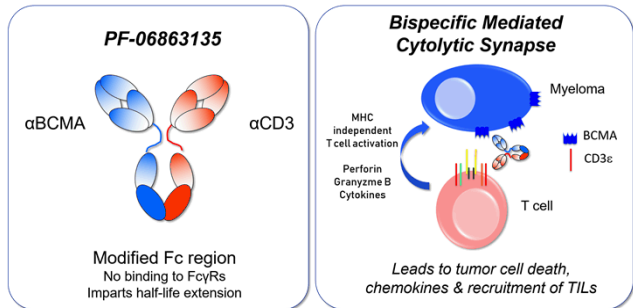 PF-06863135
αBCMA
αCD3
Modified Fc region
No binding to FcγRs
Imparts half-life extension
Bispecific Mediated
Cytolytic Synapse
Myeloma
MHC
independent
T cell activation
Perforin
Granzyme B
Cytokines
BCMA
CD3ε
T cell
Leads to tumor cell death,
chemokines & recruitment of TILs